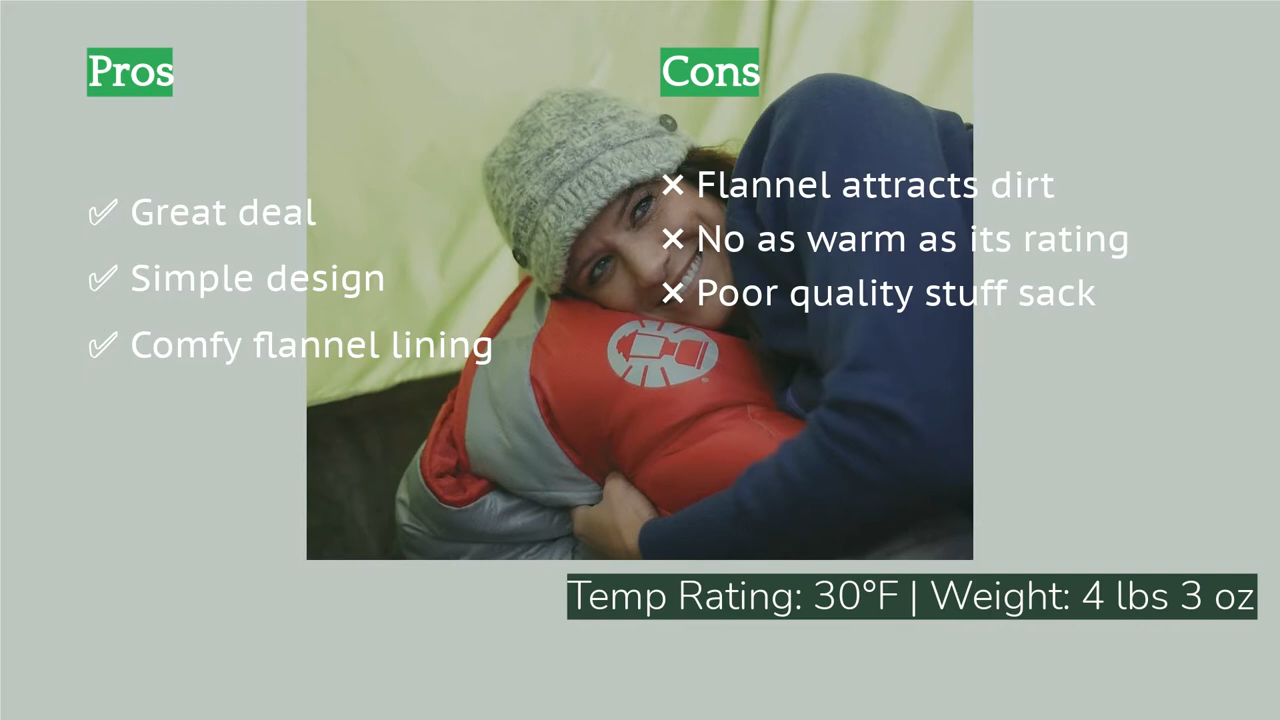 Pros
✅ Great deal
✅ Simple design
✅ Comfy flannel lining
Cons
❌ Flannel attracts dirt
❌ No as warm as its rating
❌ Poor quality stuff sack
Temp Rating: 30°F | Weight: 4 lbs 3 oz